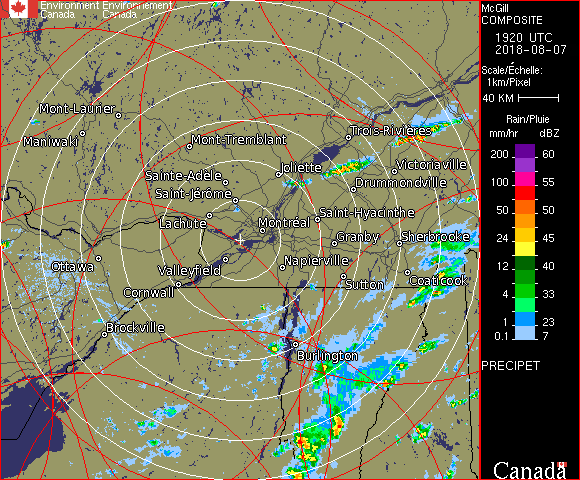 Environment Environnement
Canada Canada
McGill
COMPOSITE
1920 UTC
2018-08-07
Scale/Échelle:
1km/Pixel
40 KM
Rain/Pluie
mm/hr dBZ
200 60
100 55
50 50
24 45
12 40
4 33
1 23
0.1 7
PRECIPET
Canada
Mont-Laurier
Maniwaki
Mont-Tremblant
Trois-Rivières
Sainte-Adèle
Joliette
Victoriaville
Saint-Jérôme
Drummondville
Lachute
Montréal
Saint-Hyacinthe
Granby
Sherbrooke
Ottawa
Valleyfield
Napierville
Cornwall
Sutton
Coaticook
Brockville
Burlington